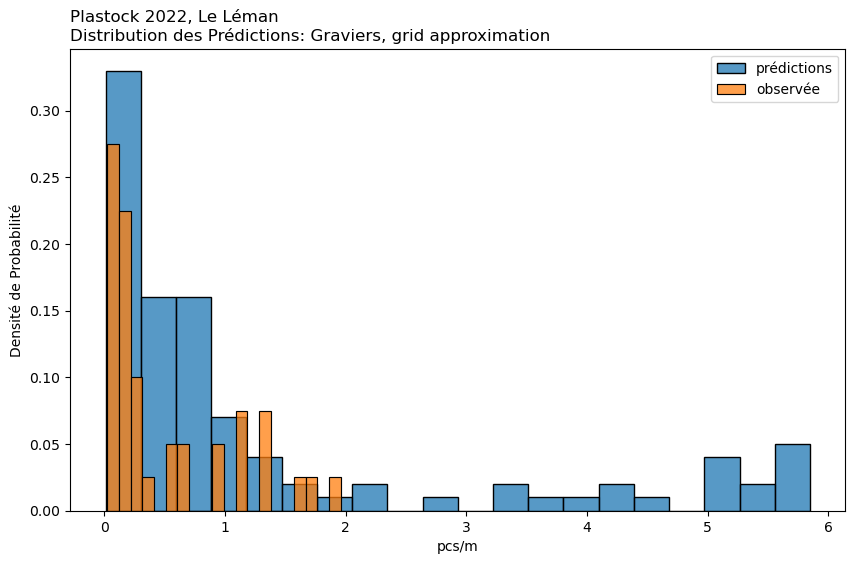 Plastock 2022, Le Léman
Distribution des Prédictions: Graviers, grid approximation
prédictions
observée
Densité de Probabilité
0.30
0.25
0.20
0.15
0.10
0.05
0.00
0 1 2 3 4 5 6
pcs/m